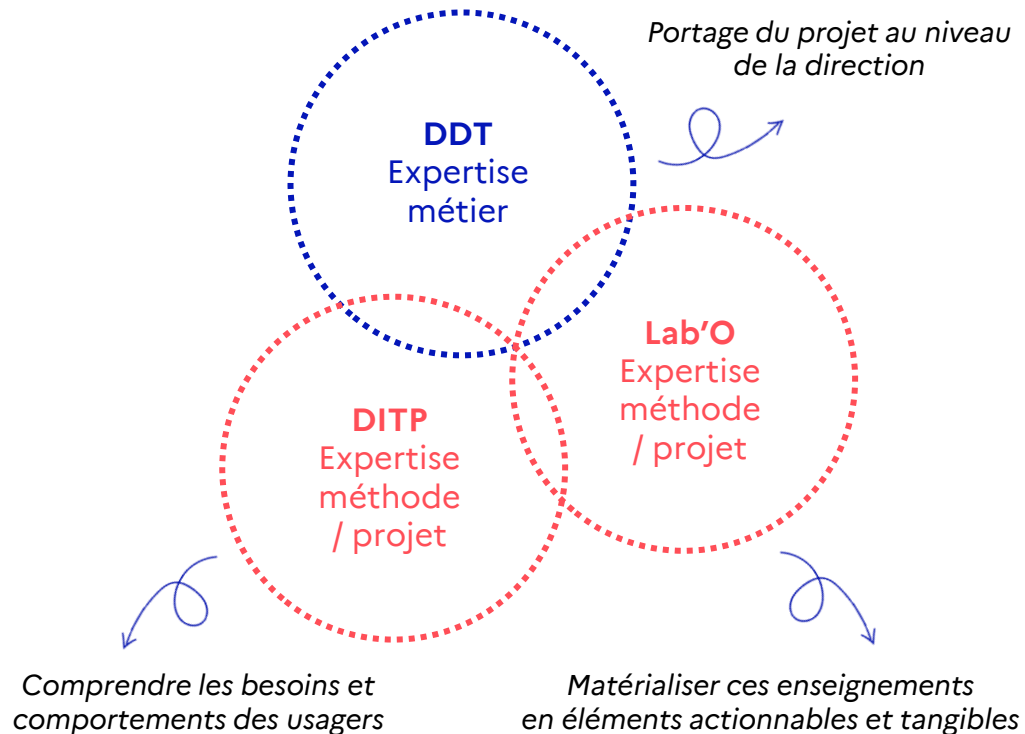 Portage du projet au niveau
de la direction
DDT
Expertise
métier
Lab’O
Expertise
méthode
/ projet
DITP
Expertise
méthode
/ projet
Comprendre les besoins et
comportements des usagers
Matérialiser ces enseignements
en éléments actionnables et tangibles